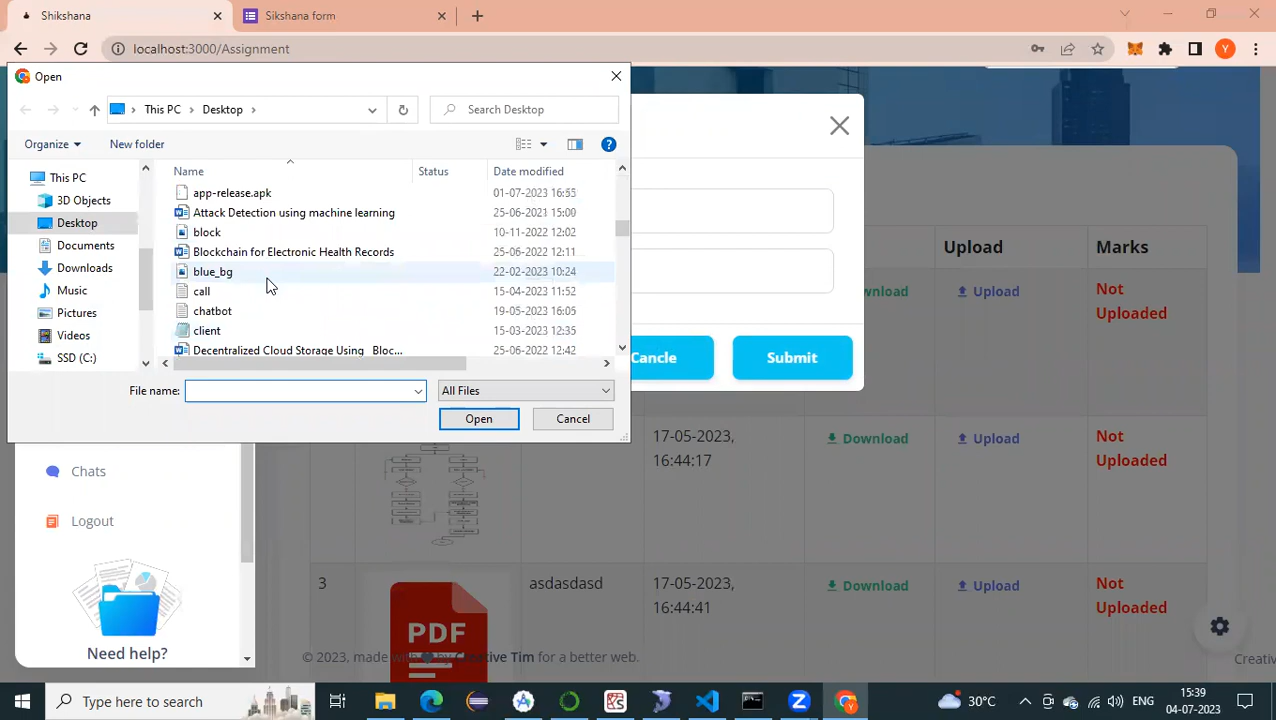 Shikshana
Sikshana form
localhost:3000/Assignment
Y
Open
This PC
Desktop
Search Desktop
Organize
New folder
This PC
3D Objects
Desktop
Documents
Downloads
Music
Pictures
Videos
SSD (C:)
Name
Status
Date modified
app-release.apk
01-07-2023 16:55
Attack Detection using machine learning
25-06-2021 15:00
block
10-11-2022 12:02
Blockchain for Electronic Health Records
25-06-2022 12:11
blue_bg
22-02-2023 10:24
call
15-04-2023 11:52
chatbot
19-05-2023 16:05
client
15-03-2023 12:35
Decentralized Cloud Storage Using Bloc...
25-06-2022 12:42
File name:
All Files
Open
Cancel
Cancle
Submit
Upload
Marks
wnload
Upload
Not
Uploaded
17-05-2023,
16:44:17
Download
Upload
Not
Uploaded
3
PDF
asdasdasd
17-05-2023,
16:44:41
Download
Upload
Not
Uploaded
Chats
Logout
Need help?
© 2023, made with
Creative Tim for a better web.
Creativ
Type here to search
30°C
ENG
15:39
04-07-2023